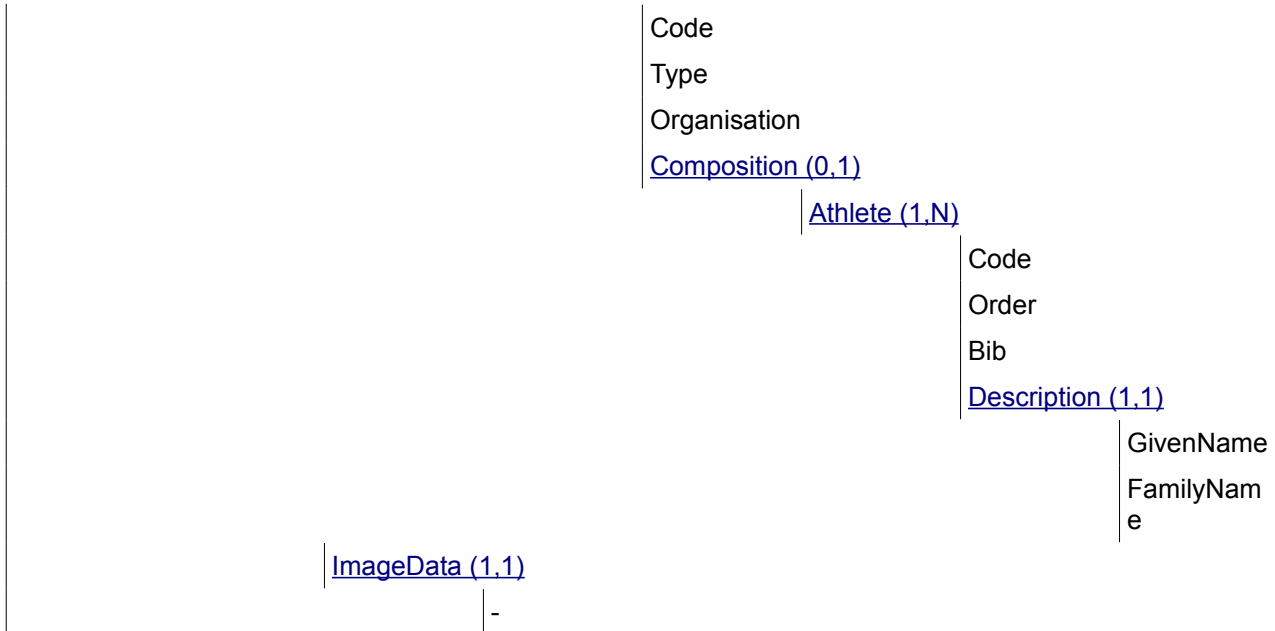 Code
Type
Organisation
Composition (0,1)
Athlete (1,N)
Code
Order
Bib
Description (1,1)
GivenName
FamilyNam
e
ImageData (1,1)
-